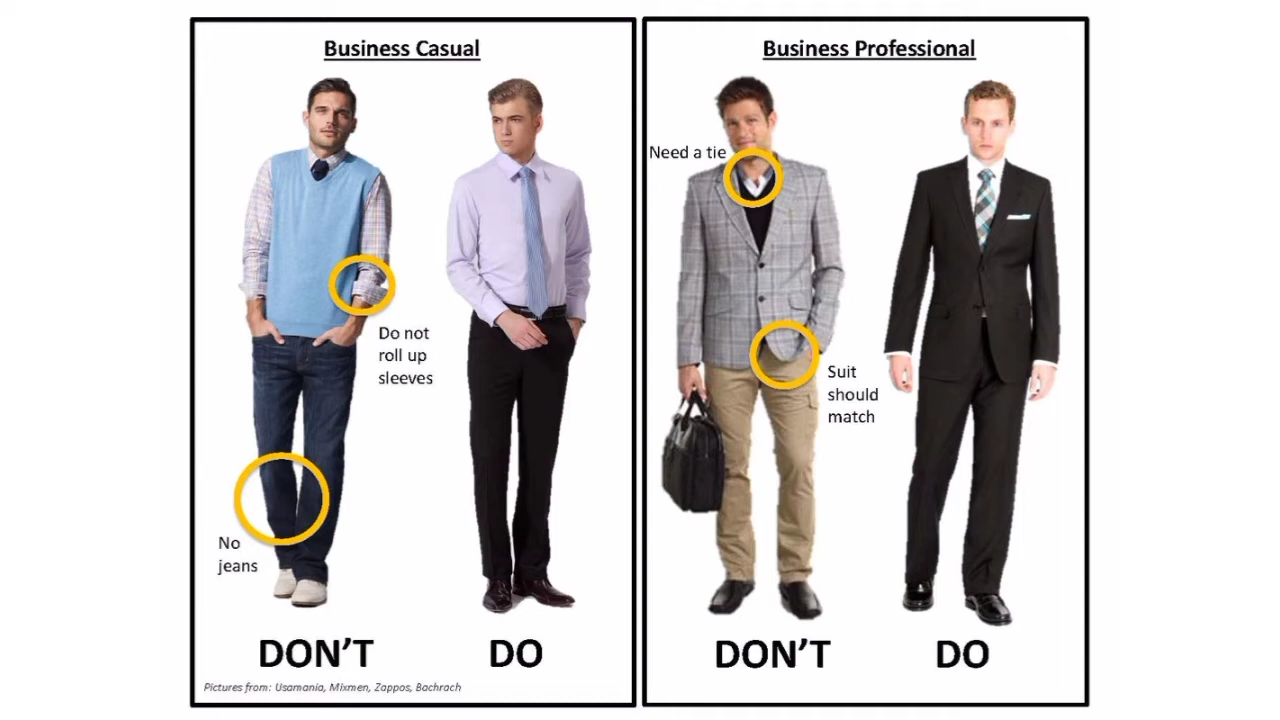 Business Casual
Do not
roll up
sleeves
No
jeans
DON'T
DO
Pictures from: Usamania, Mixmen, Zappos, Bachrach
Business Professional
Need a tie
Suit
should
match
DON'T
DO